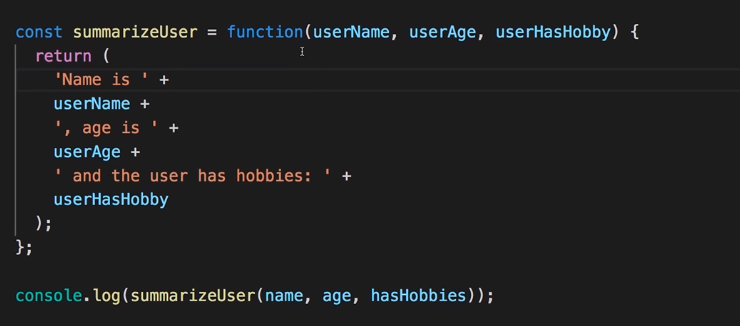 const summarizeUser = function(userName, userAge, userHasHobby) {
  return (
    'Name is ' +
    userName +
    ', age is ' +
    userAge +
    ' and the user has hobbies: ' +
    userHasHobby
  );
};

console.log(summarizeUser(name, age, hasHobbies));